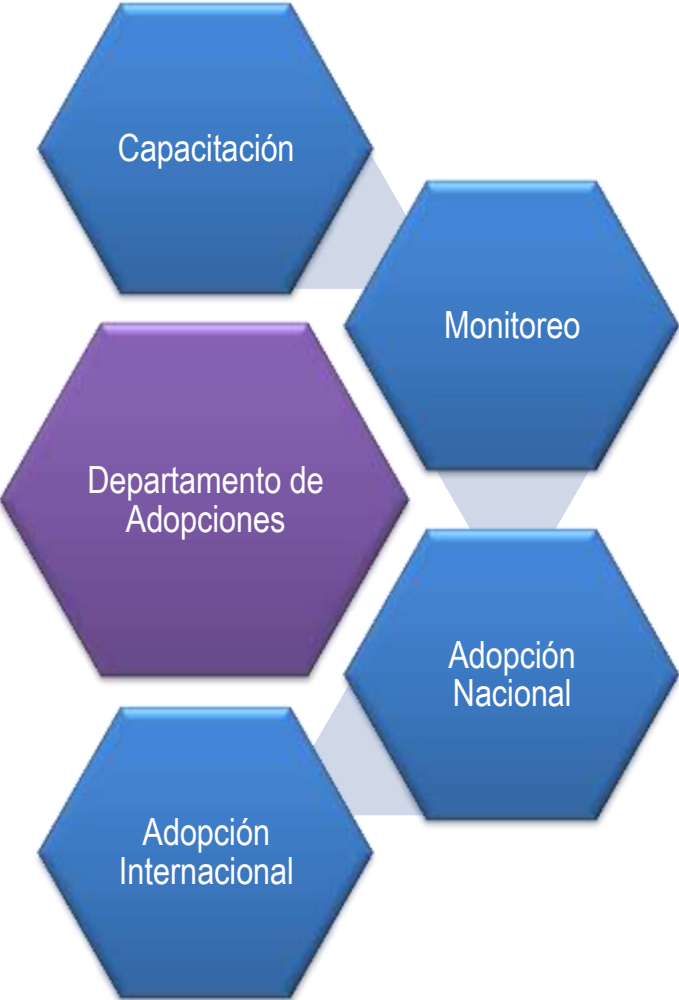 Capacitación
Monitoreo
Departamento de
Adopciones
Adopción
Nacional
Adopción
Internacional